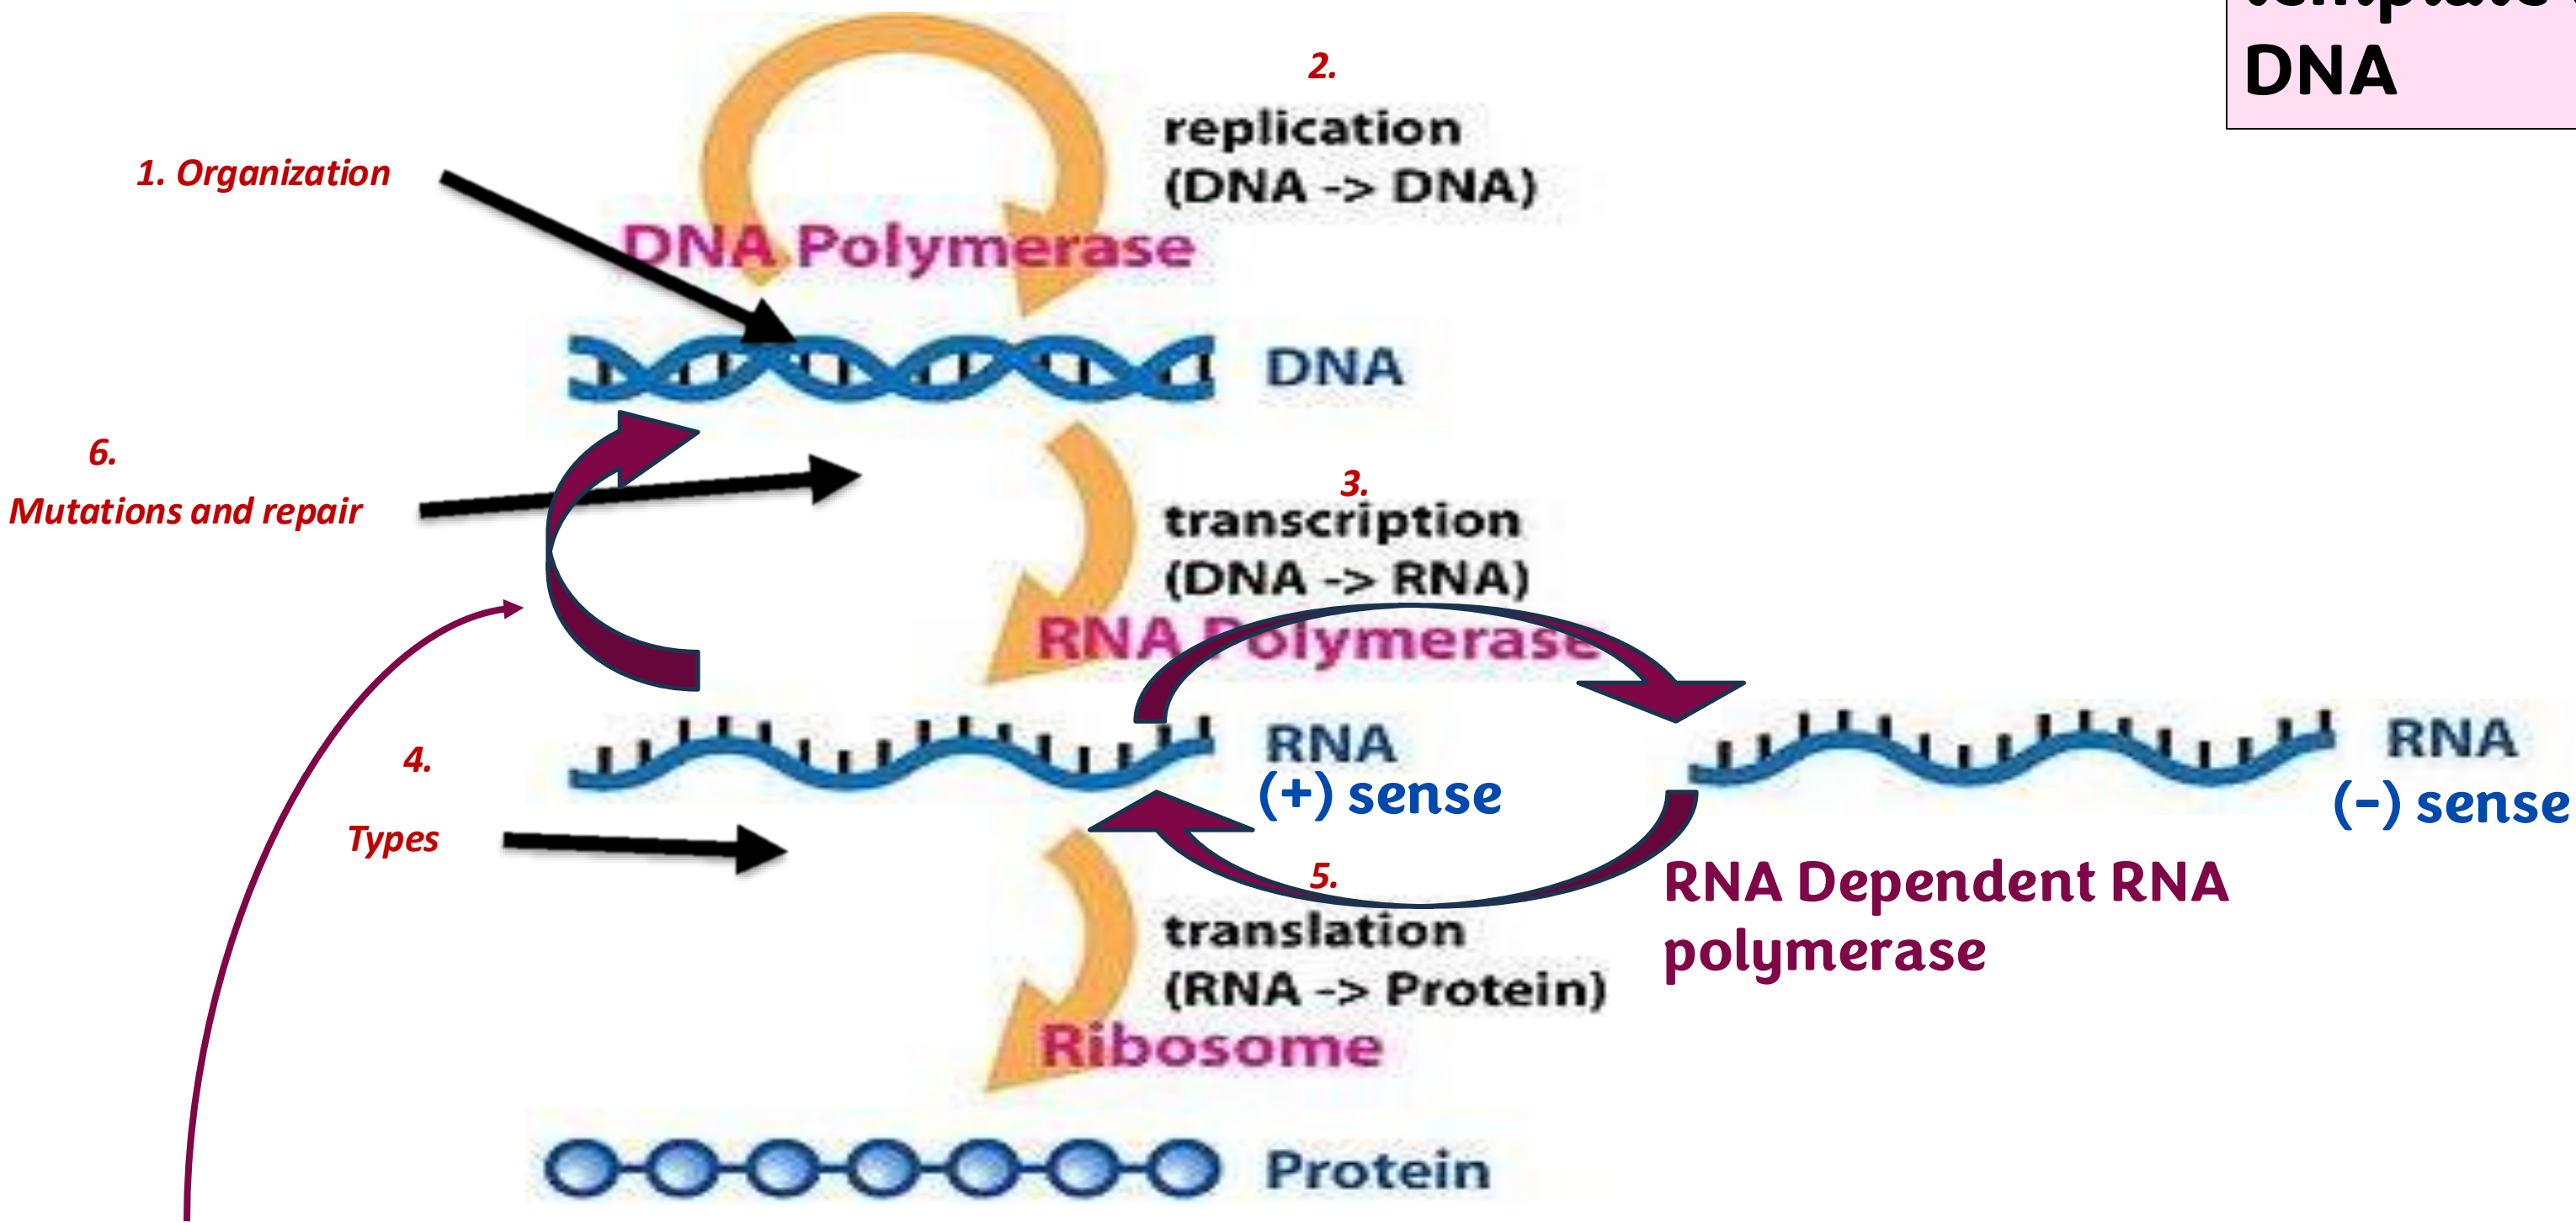 DNA
2.
replication
(DNA -> DNA)
1. Organization
DNA Polymerase
DNA
6.
Mutations and repair
3.
transcription
(DNA -> RNA)
RNA Polymerase
RNA
(+) sense
RNA
(-) sense
4.
Types
5.
translation
(RNA -> Protein)
RNA Dependent RNA
polymerase
Ribosome
Protein